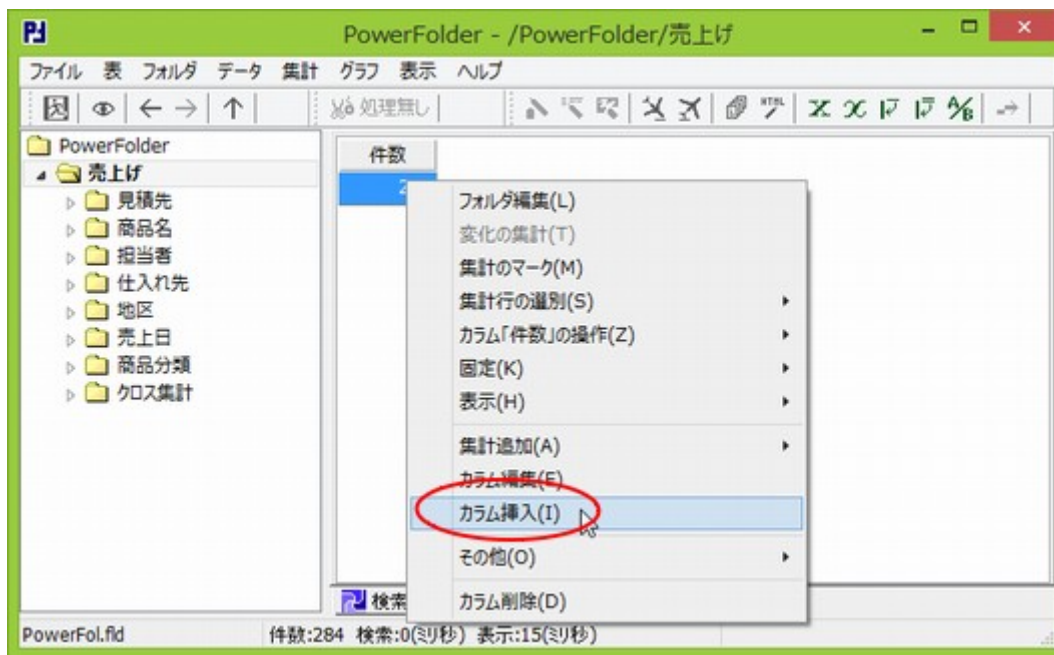 PowerFolder - /PowerFolder/売上げ
ファイル 表 フォルダ データ 集計 グラフ 表示 ヘルプ
処理無し HTML A/B
PowerFolder
売上げ
見積先
商品名
担当者
仕入れ先
地区
売上日
商品分類
クロス集計
件数
2
フォルダ編集(L)
変化の集計(T)
集計のマーク(M)
集計行の選別(S)
カラム「件数」の操作(Z)
固定(K)
表示(H)
集計追加(A)
カラム編集(E)
カラム挿入(I)
その他(O)
カラム削除(D)
検索
PowerFol.fld 件数:284 検索:0(ミリ秒) 表示:15(ミリ秒)